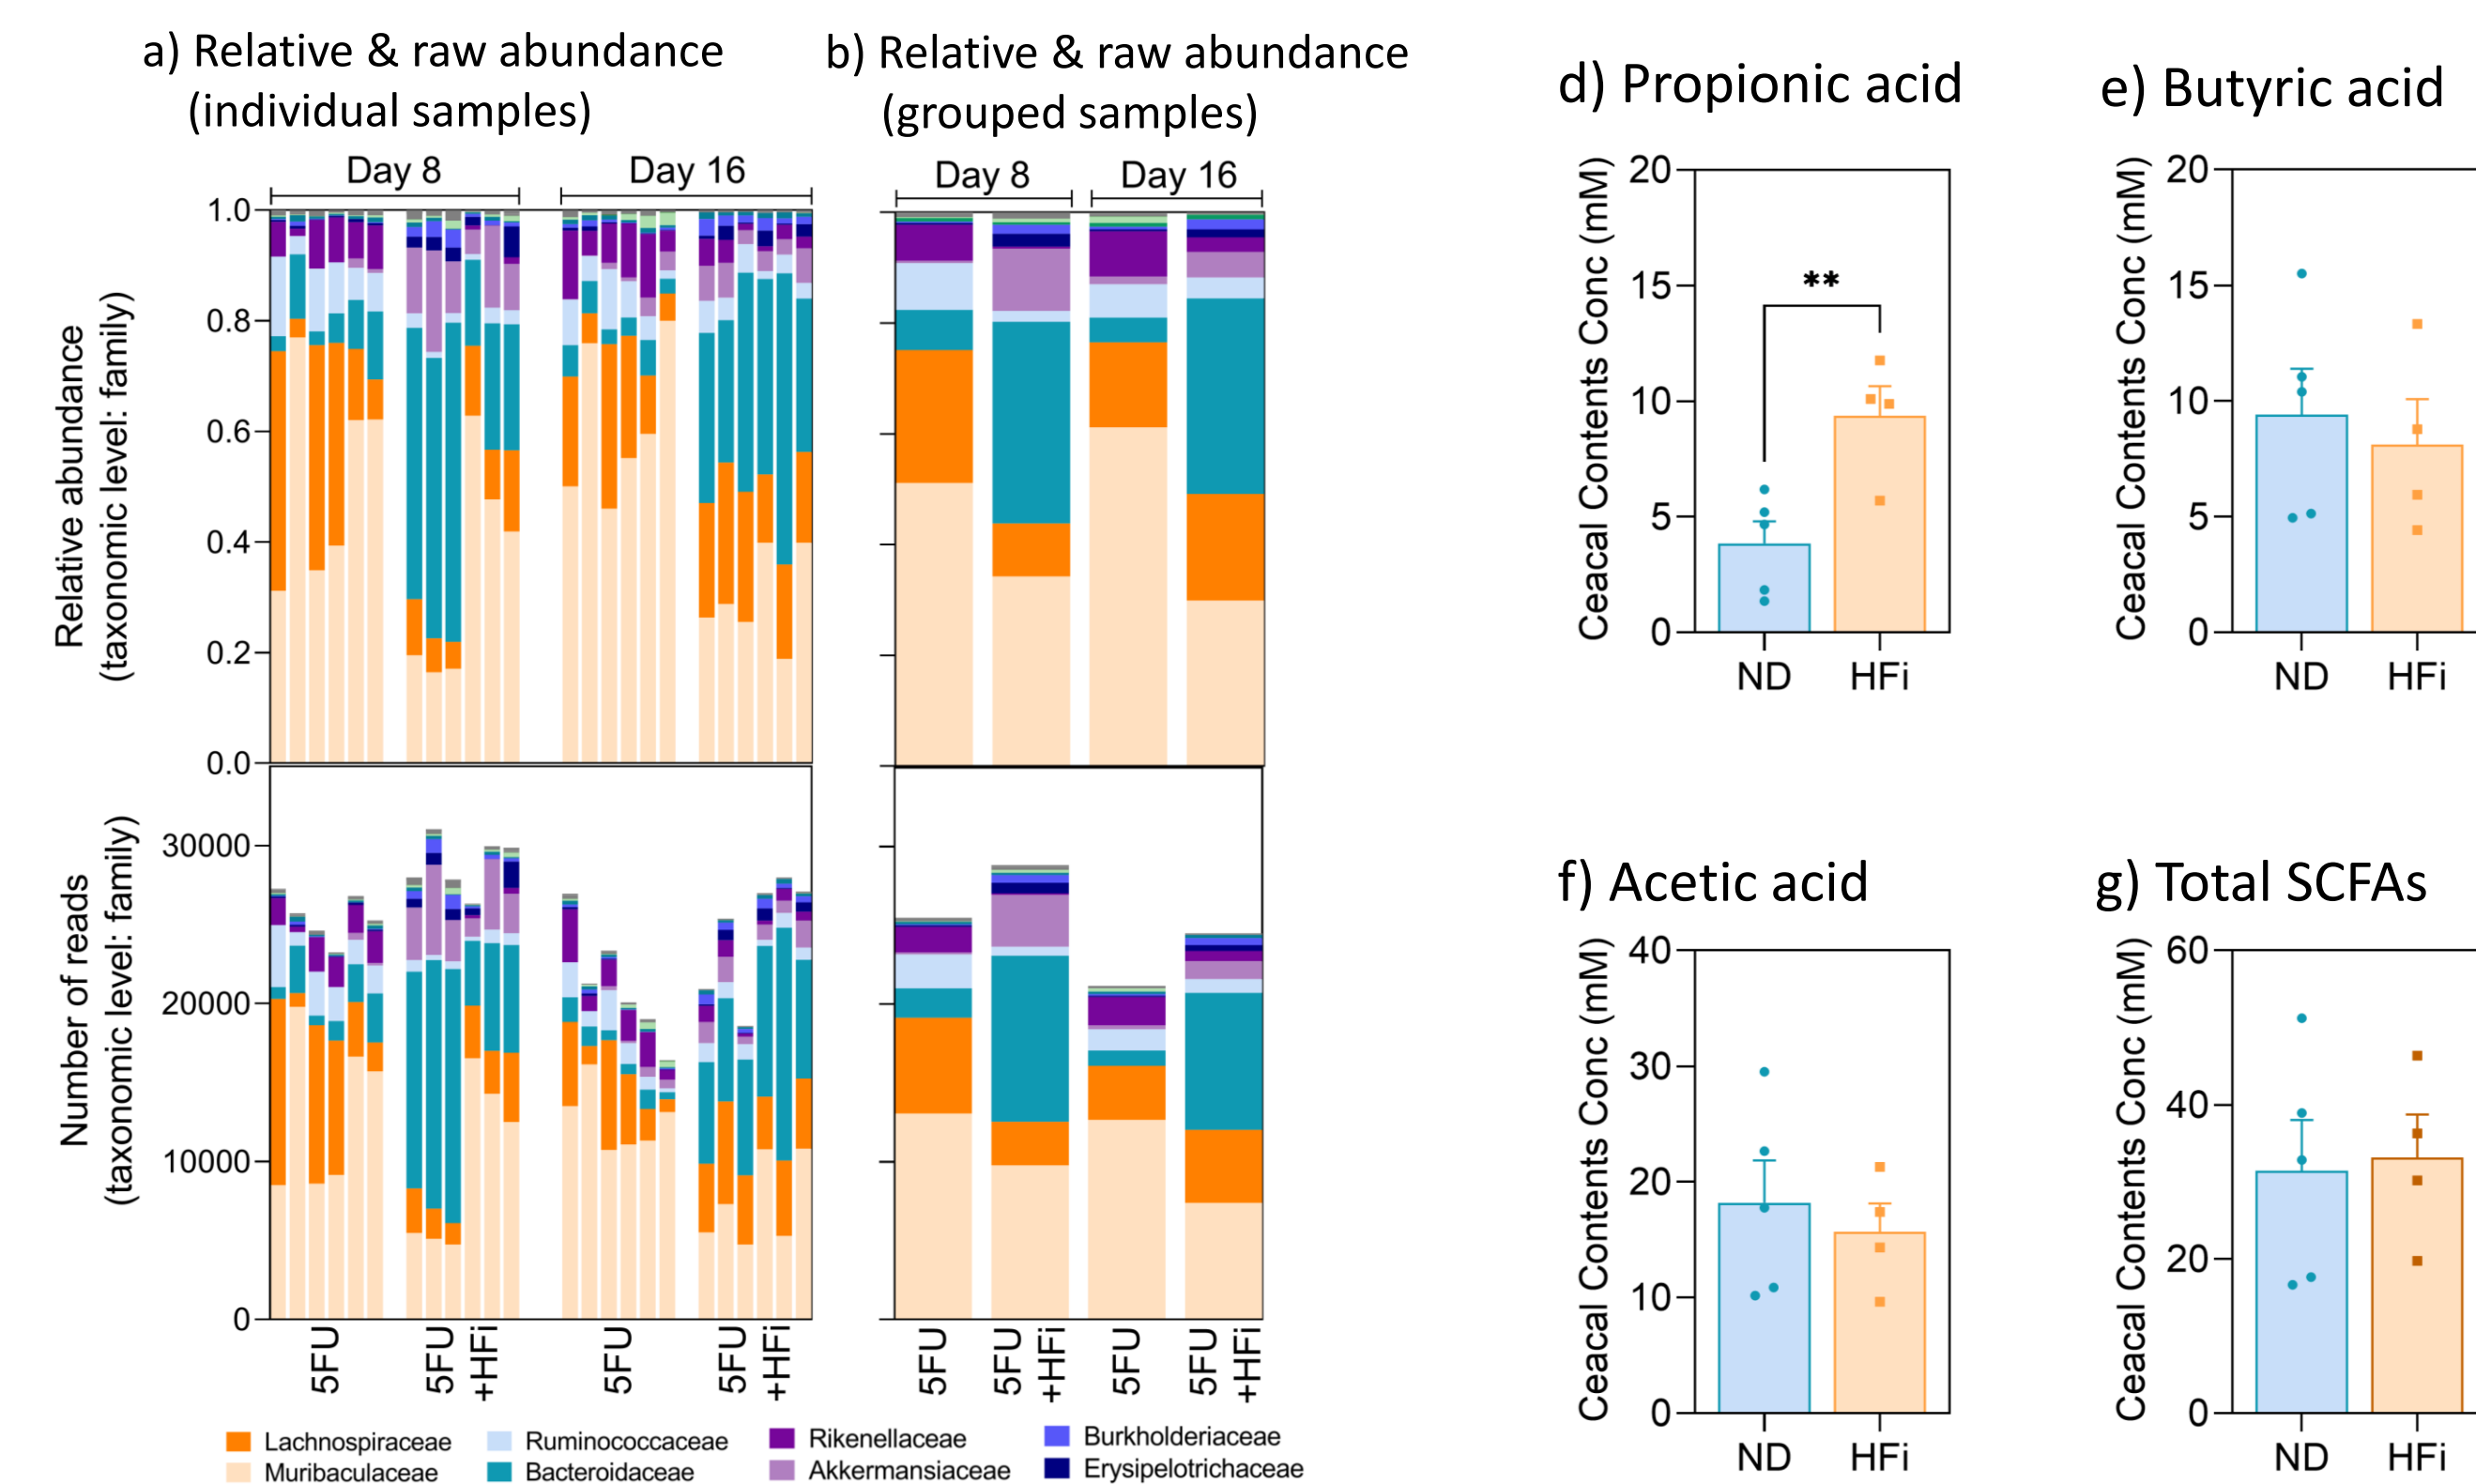 a) Relative & raw abundance
(individual samples)
Day 8
Day 16
Relative abundance
(taxonomic level: family)
1.0
0.8
0.6
0.4
0.2
0.0
Number of reads
(taxonomic level: family)
30000
20000
10000
0
5FU
5FU
+HFi
5FU
5FU
+HFi
b) Relative & raw abundance
(grouped samples)
Day 8
Day 16
5FU
5FU
+HFi
5FU
5FU
+HFi
Lachnospiraceae
Ruminococcaceae
Rikenellaceae
Burkholderiaceae
Muribaculaceae
Bacteroidaceae
Akkermansiaceae
Erysipelotrichaceae
d) Propionic acid
Ceacal Contents Conc (mM)
20
15
10
5
0
**
ND
HFi
e) Butyric acid
Ceacal Contents Conc (mM)
20
15
10
5
0
ND
HFi
f) Acetic acid
Ceacal Contents Conc (mM)
40
30
20
10
0
ND
HFi
g) Total SCFAs
Ceacal Contents Conc (mM)
60
40
20
0
ND
HFi